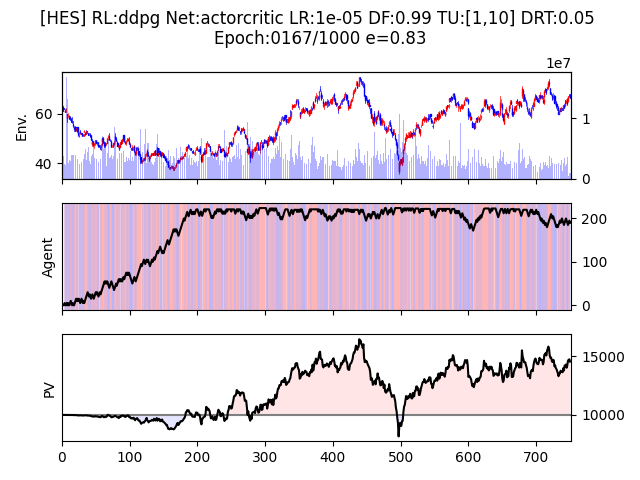 [HES] RL:ddpg Net:actorcritic LR:1e-05 DF:0.99 TU:[1,10] DRT:0.05
Epoch:0167/1000 e=0.83
1e7
Env.
60
40
1
0
Agent
200
100
0
PV
15000
10000
0 100 200 300 400 500 600 700